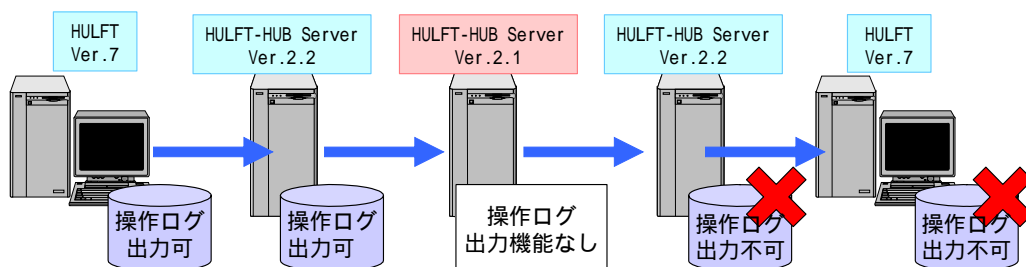 HULFT
Ver.7
HULFT-HUB Server
Ver.2.2
HULFT-HUB Server
Ver.2.1
HULFT-HUB Server
Ver.2.2
HULFT
Ver.7
操作ログ
出力可
操作ログ
出力可
操作ログ
出力機能なし
操作ログ
出力不可
操作ログ
出力不可